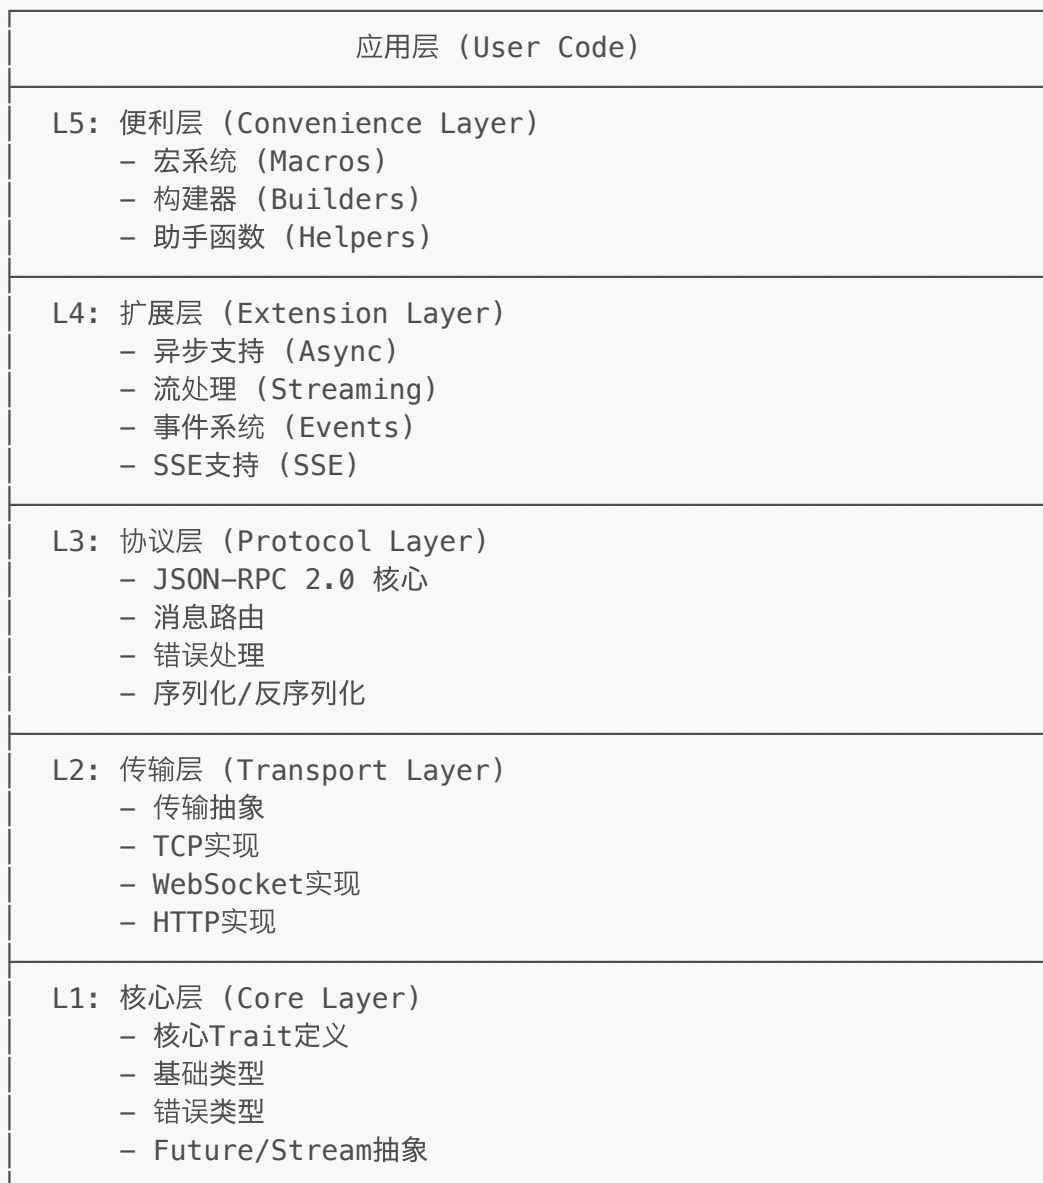 应用层 (User Code)
L5: 便利层 (Convenience Layer)
- 宏系统 (Macros)
- 构建器 (Builders)
- 助手函数 (Helpers)
L4: 扩展层 (Extension Layer)
- 异步支持 (Async)
- 流处理 (Streaming)
- 事件系统 (Events)
- SSE支持 (SSE)
L3: 协议层 (Protocol Layer)
- JSON-RPC 2.0 核心
- 消息路由
- 错误处理
- 序列化/反序列化
L2: 传输层 (Transport Layer)
- 传输抽象
- TCP实现
- WebSocket实现
- HTTP实现
L1: 核心层 (Core Layer)
- 核心Trait定义
- 基础类型
- 错误类型
- Future/Stream抽象